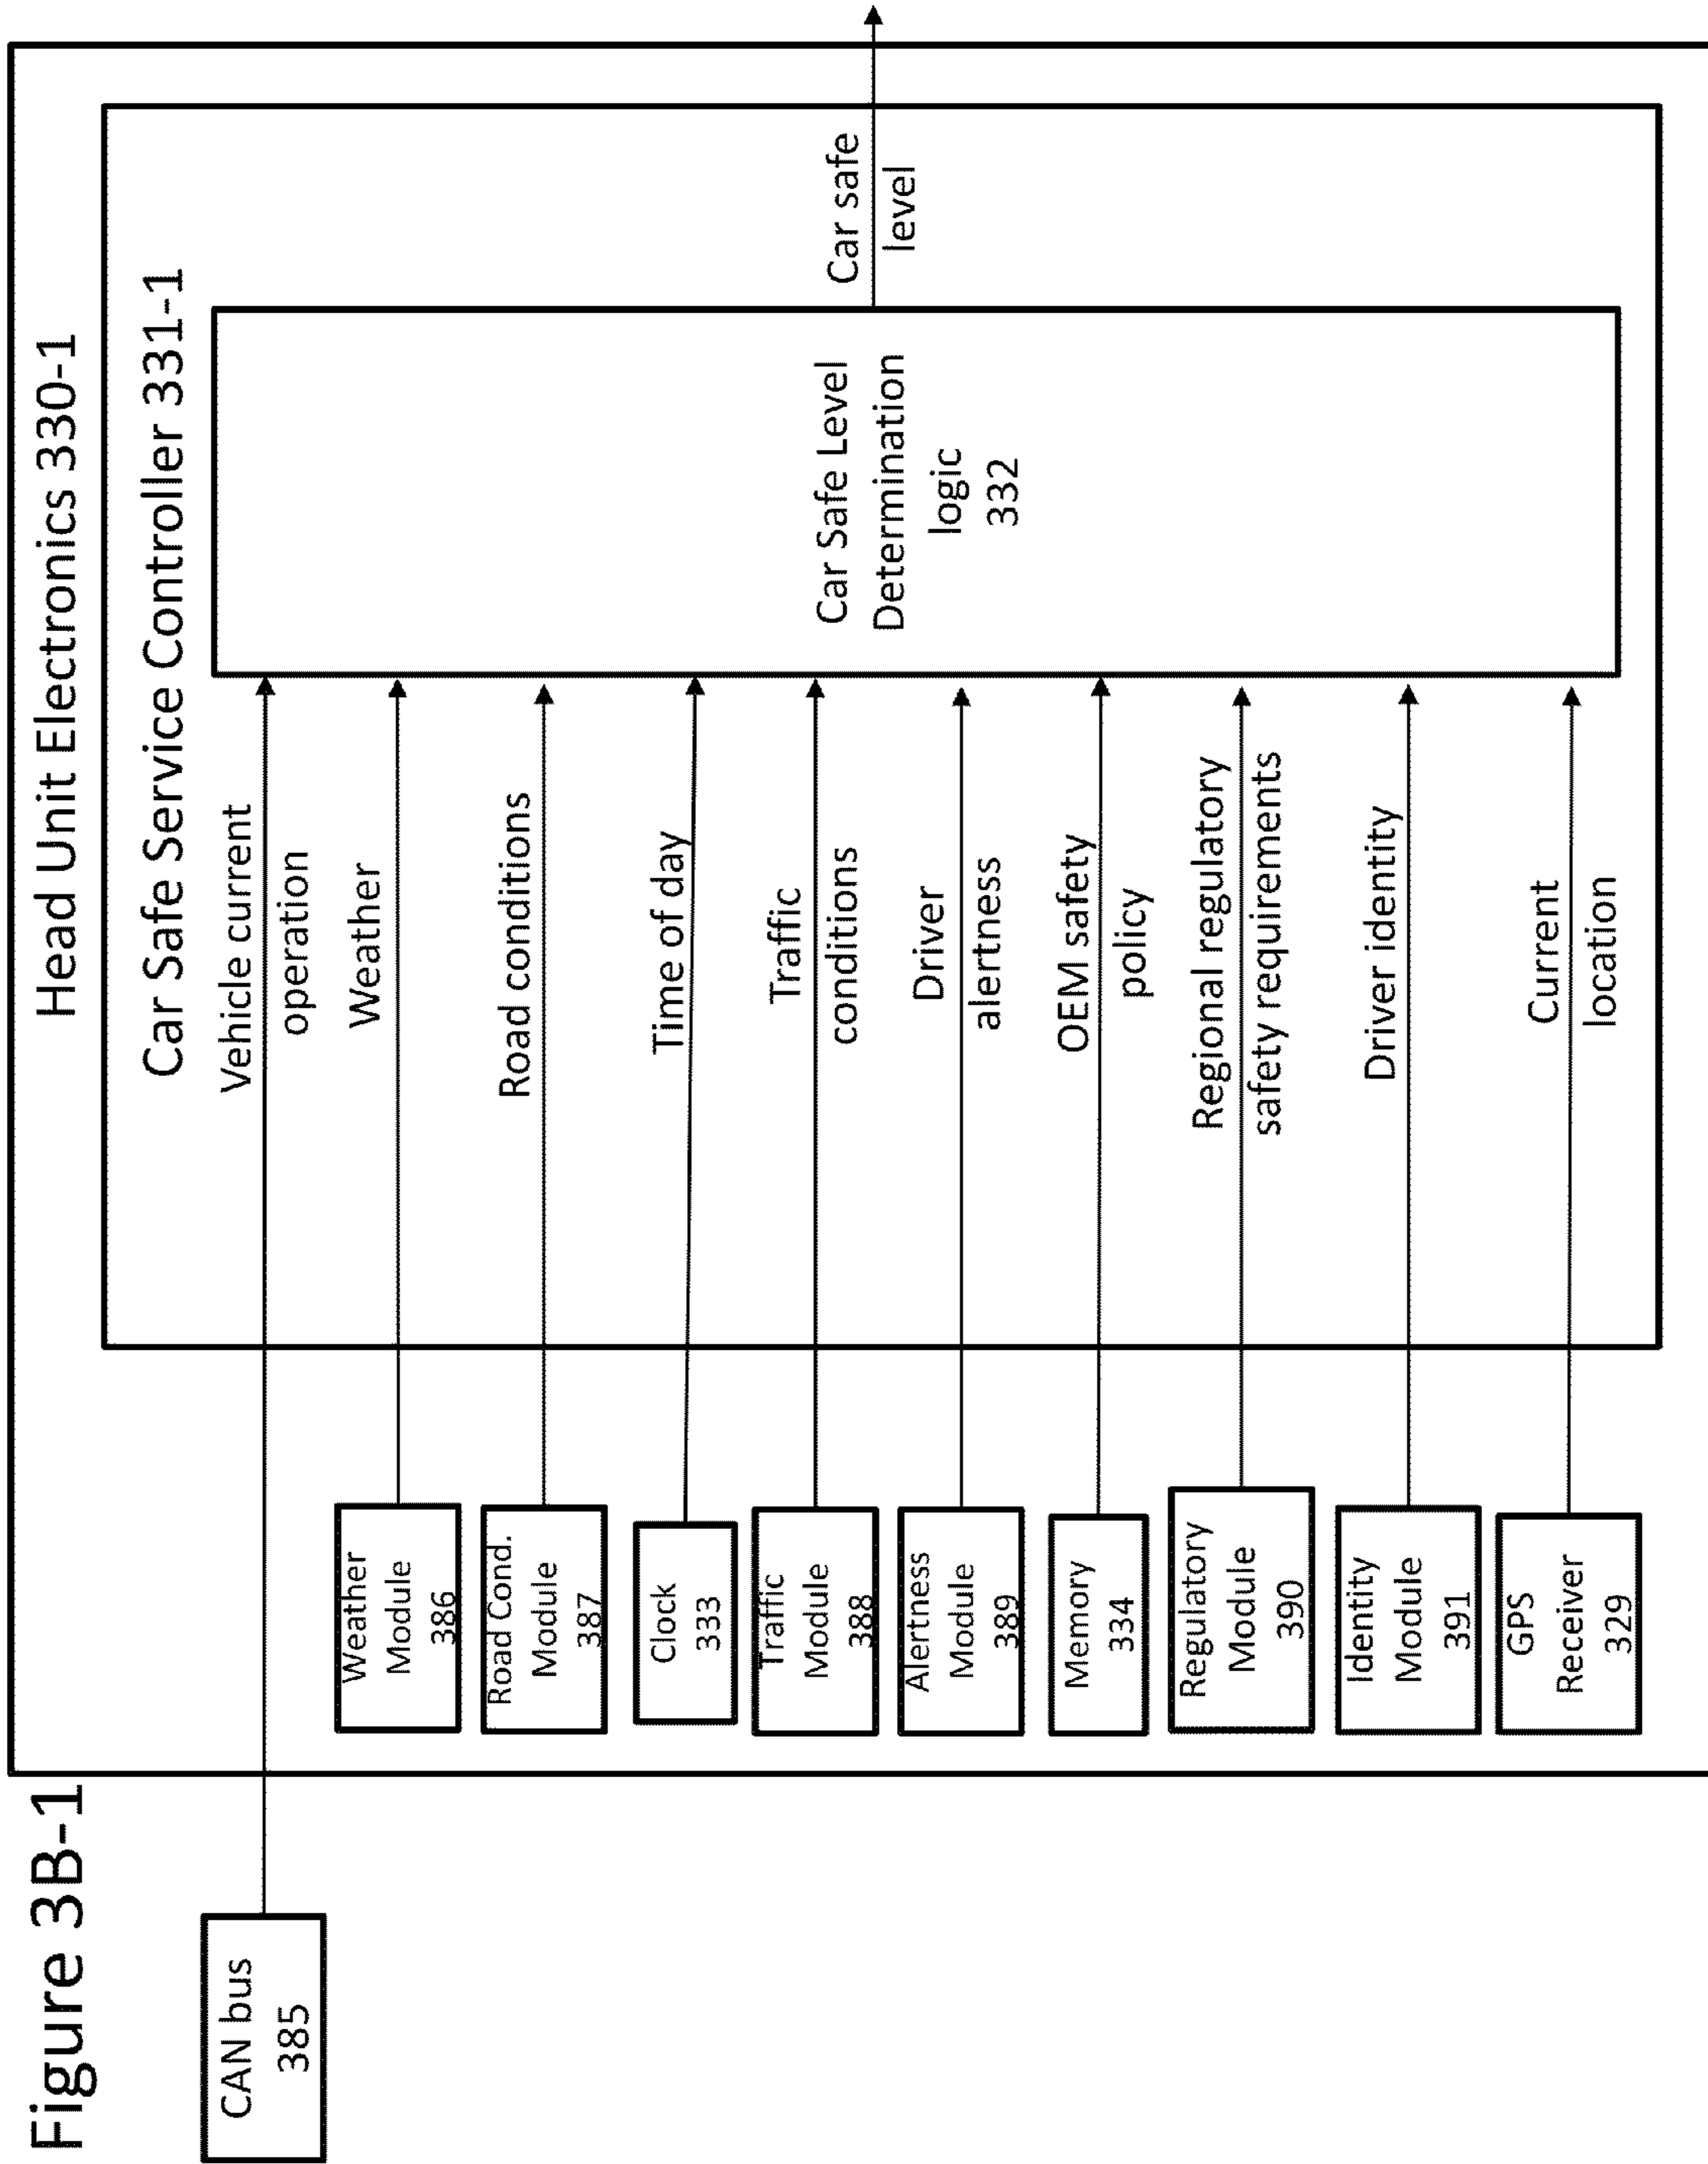 Figure 3B-1
Head Unit Electronics 330-1
Car Safe Service Controller 331-1
CAN bus
385
Vehicle current
operation
Weather
Module
386
Weather
Road Cond.
Module
387
Road conditions
Clock
333
Time of day
Traffic
Module
388
Traffic
conditions
Alertness
Module
389
Driver
alertness
Memory
334
OEM safety
policy
Regulatory
Module
390
Regional regulatory
safety requirements
Identity
Module
391
Driver identity
GPS
Receiver
329
Current
location
Car Safe Level
Determination
logic
332
Car safe
level